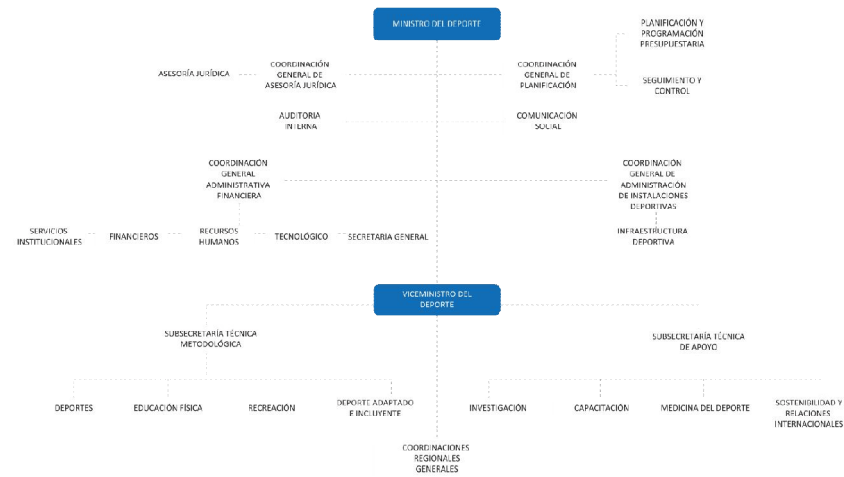 MINISTRO DEL DEPORTE
PLANIFICACIÓN Y
PROGRAMACIÓN
PRESUPUESTARIA
ASESORÍA JURÍDICA
COORDINACIÓN
GENERAL DE
ASESORÍA JURÍDICA
COORDINACIÓN
GENERAL DE
PLANIFICACIÓN
SEGUIMIENTO Y
CONTROL
AUDITORIA
INTERNA
COMUNICACIÓN
SOCIAL
COORDINACIÓN
GENERAL
ADMINISTRATIVA
FINANCIERA
COORDINACIÓN
GENERAL DE
ADMINISTRACIÓN
DE INSTALACIONES
DEPORTIVAS
SERVICIOS
INSTITUCIONALES
FINANCIEROS
RECURSOS
HUMANOS
TECNOLÓGICO
SECRETARÍA GENERAL
INFRAESTRUCTURA
DEPORTIVA
VICEMINISTRO DEL
DEPORTE
SUBSECRETARÍA TÉCNICA
METODOLÓGICA
SUBSECRETARÍA TÉCNICA
DE APOYO
DEPORTES
EDUCACIÓN FÍSICA
RECREACIÓN
DEPORTE ADAPTADO
E INCLUYENTE
INVESTIGACIÓN
CAPACITACIÓN
MEDICINA DEL DEPORTE
SOSTENIBILIDAD Y
RELACIONES
INTERNACIONALES
COORDINACIONES
REGIONALES
GENERALES